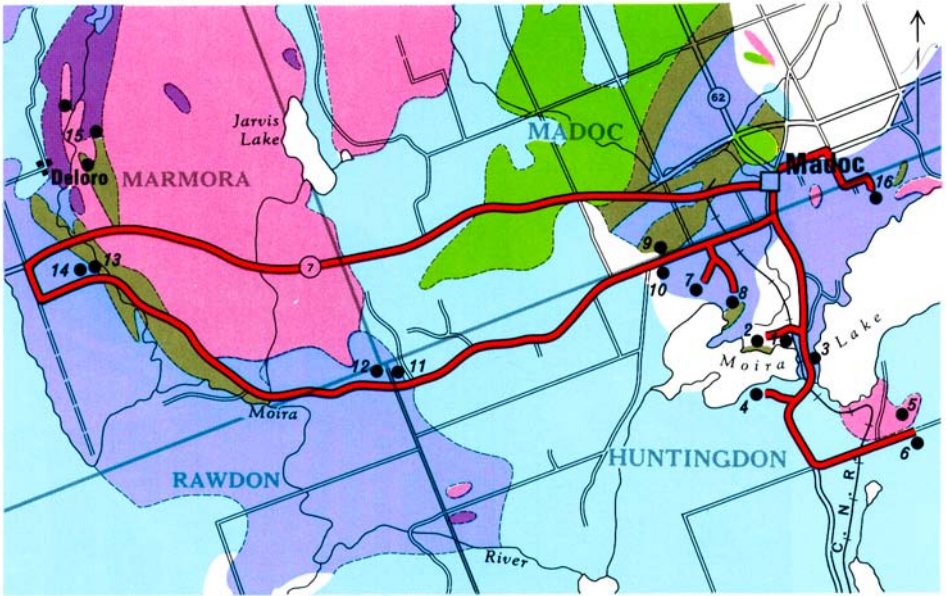 62
Jarvis
Lake
MADOC
15
Madoc
Deloro
MARMORA
16
9
7
14
13
10
7
8
2
1
3
Lake
Moira
12
11
4
5
Moira
6
HUNTINGDON
RAWDON
C. N. R.
River